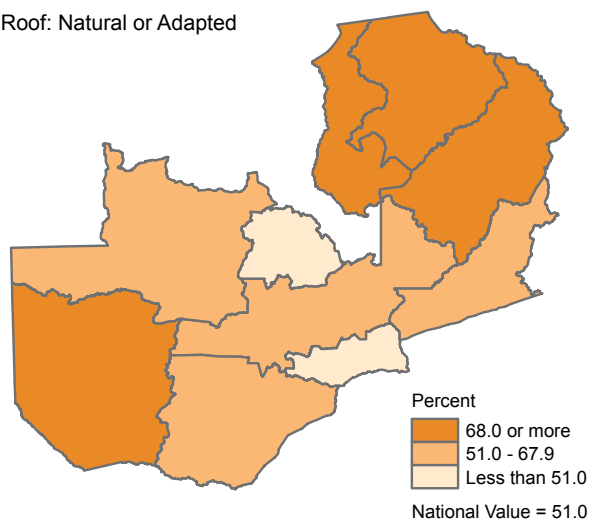 Roof: Natural or Adapted
Percent
68.0 or more
51.0 - 67.9
Less than 51.0
National Value = 51.0